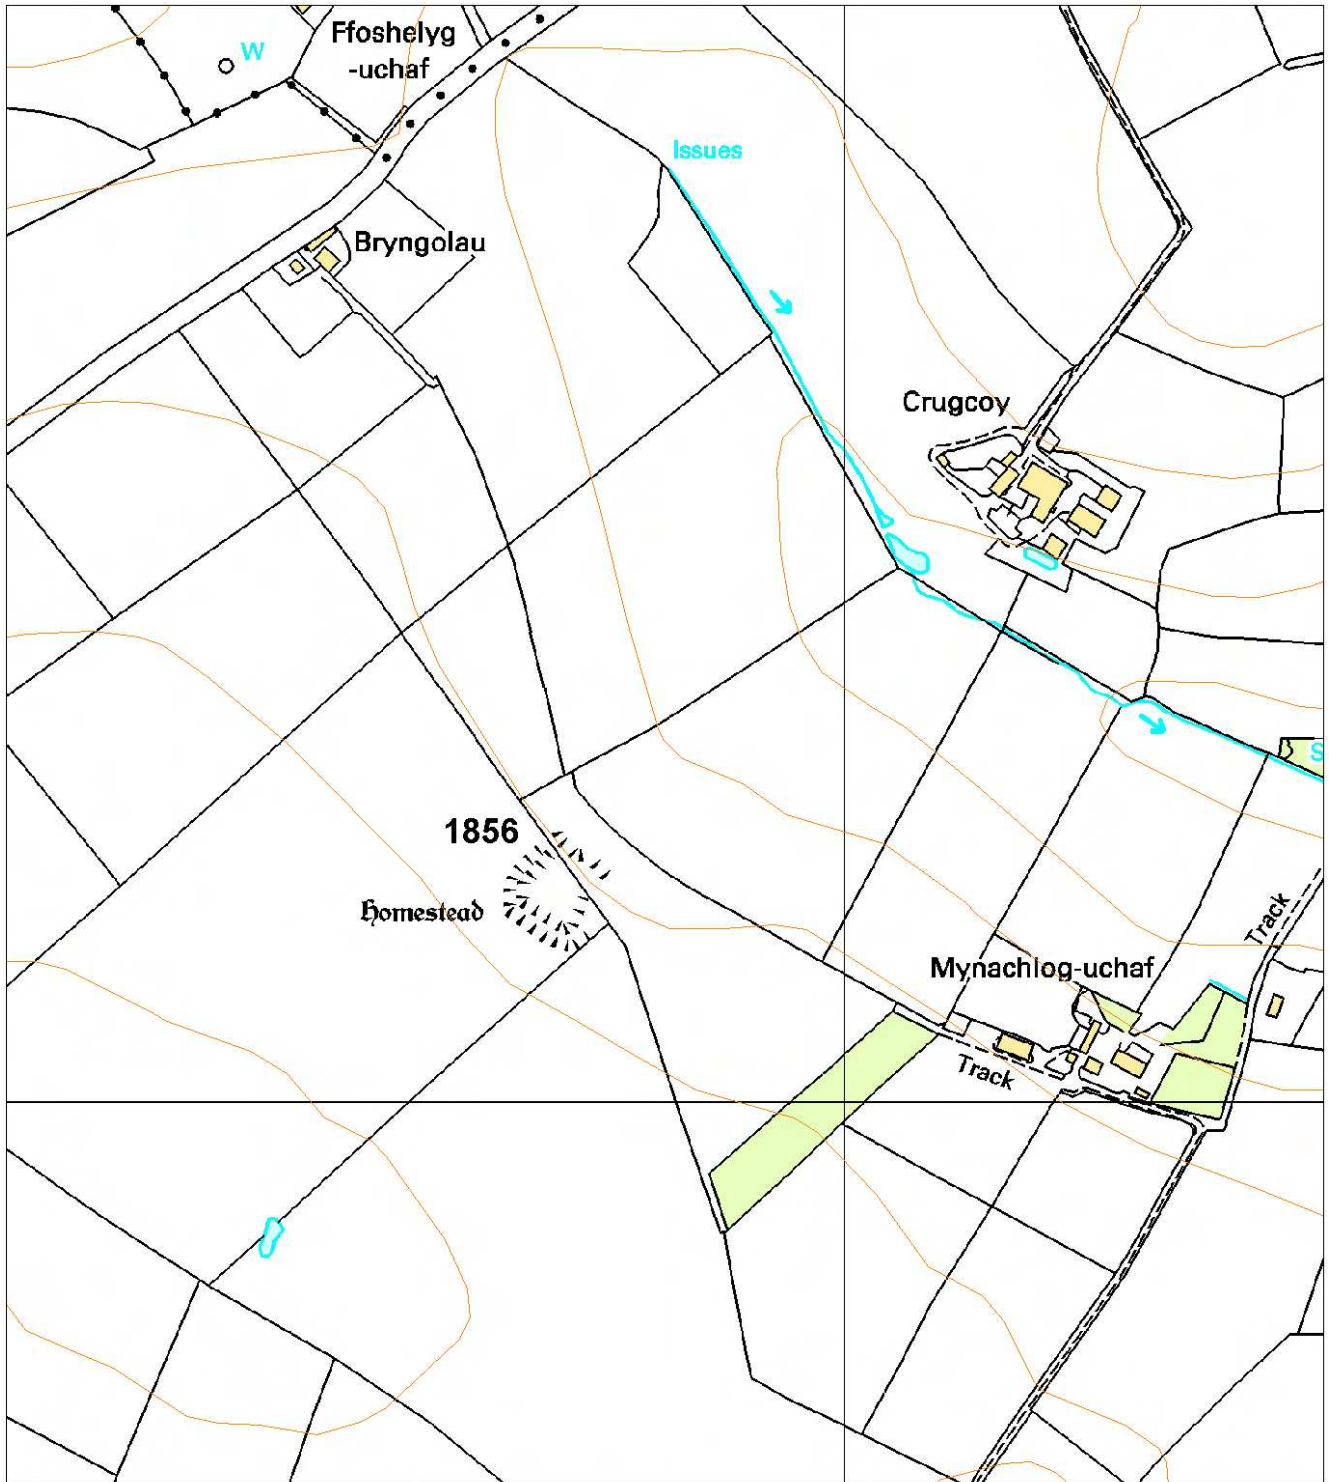 Ffoshelyg
-uchaf
W
Issues
Bryngolau
Crugcoy
S
1856
Homestead
Track
Mynachlog-uchaf
Track